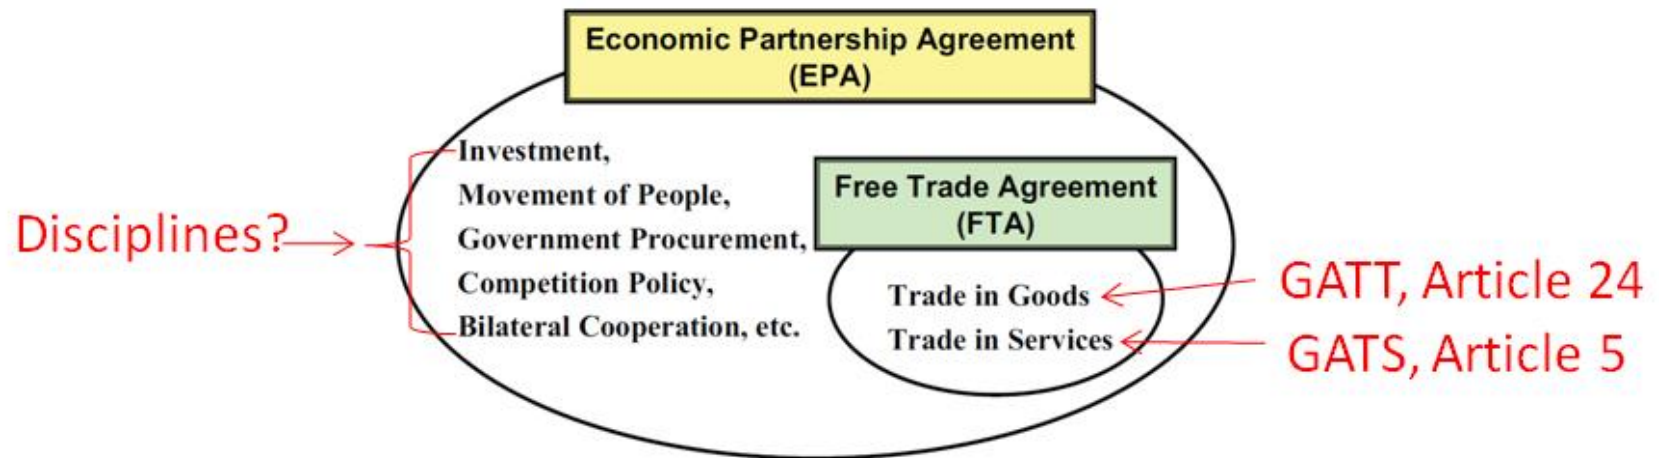 Economic Partnership Agreement
(EPA)
Investment,
Movement of People,
Government Procurement,
Competition Policy,
Bilateral Cooperation, etc.
Disciplines?
Free Trade Agreement
(FTA)
Trade in Goods
Trade in Services
GATT, Article 24
GATS, Article 5